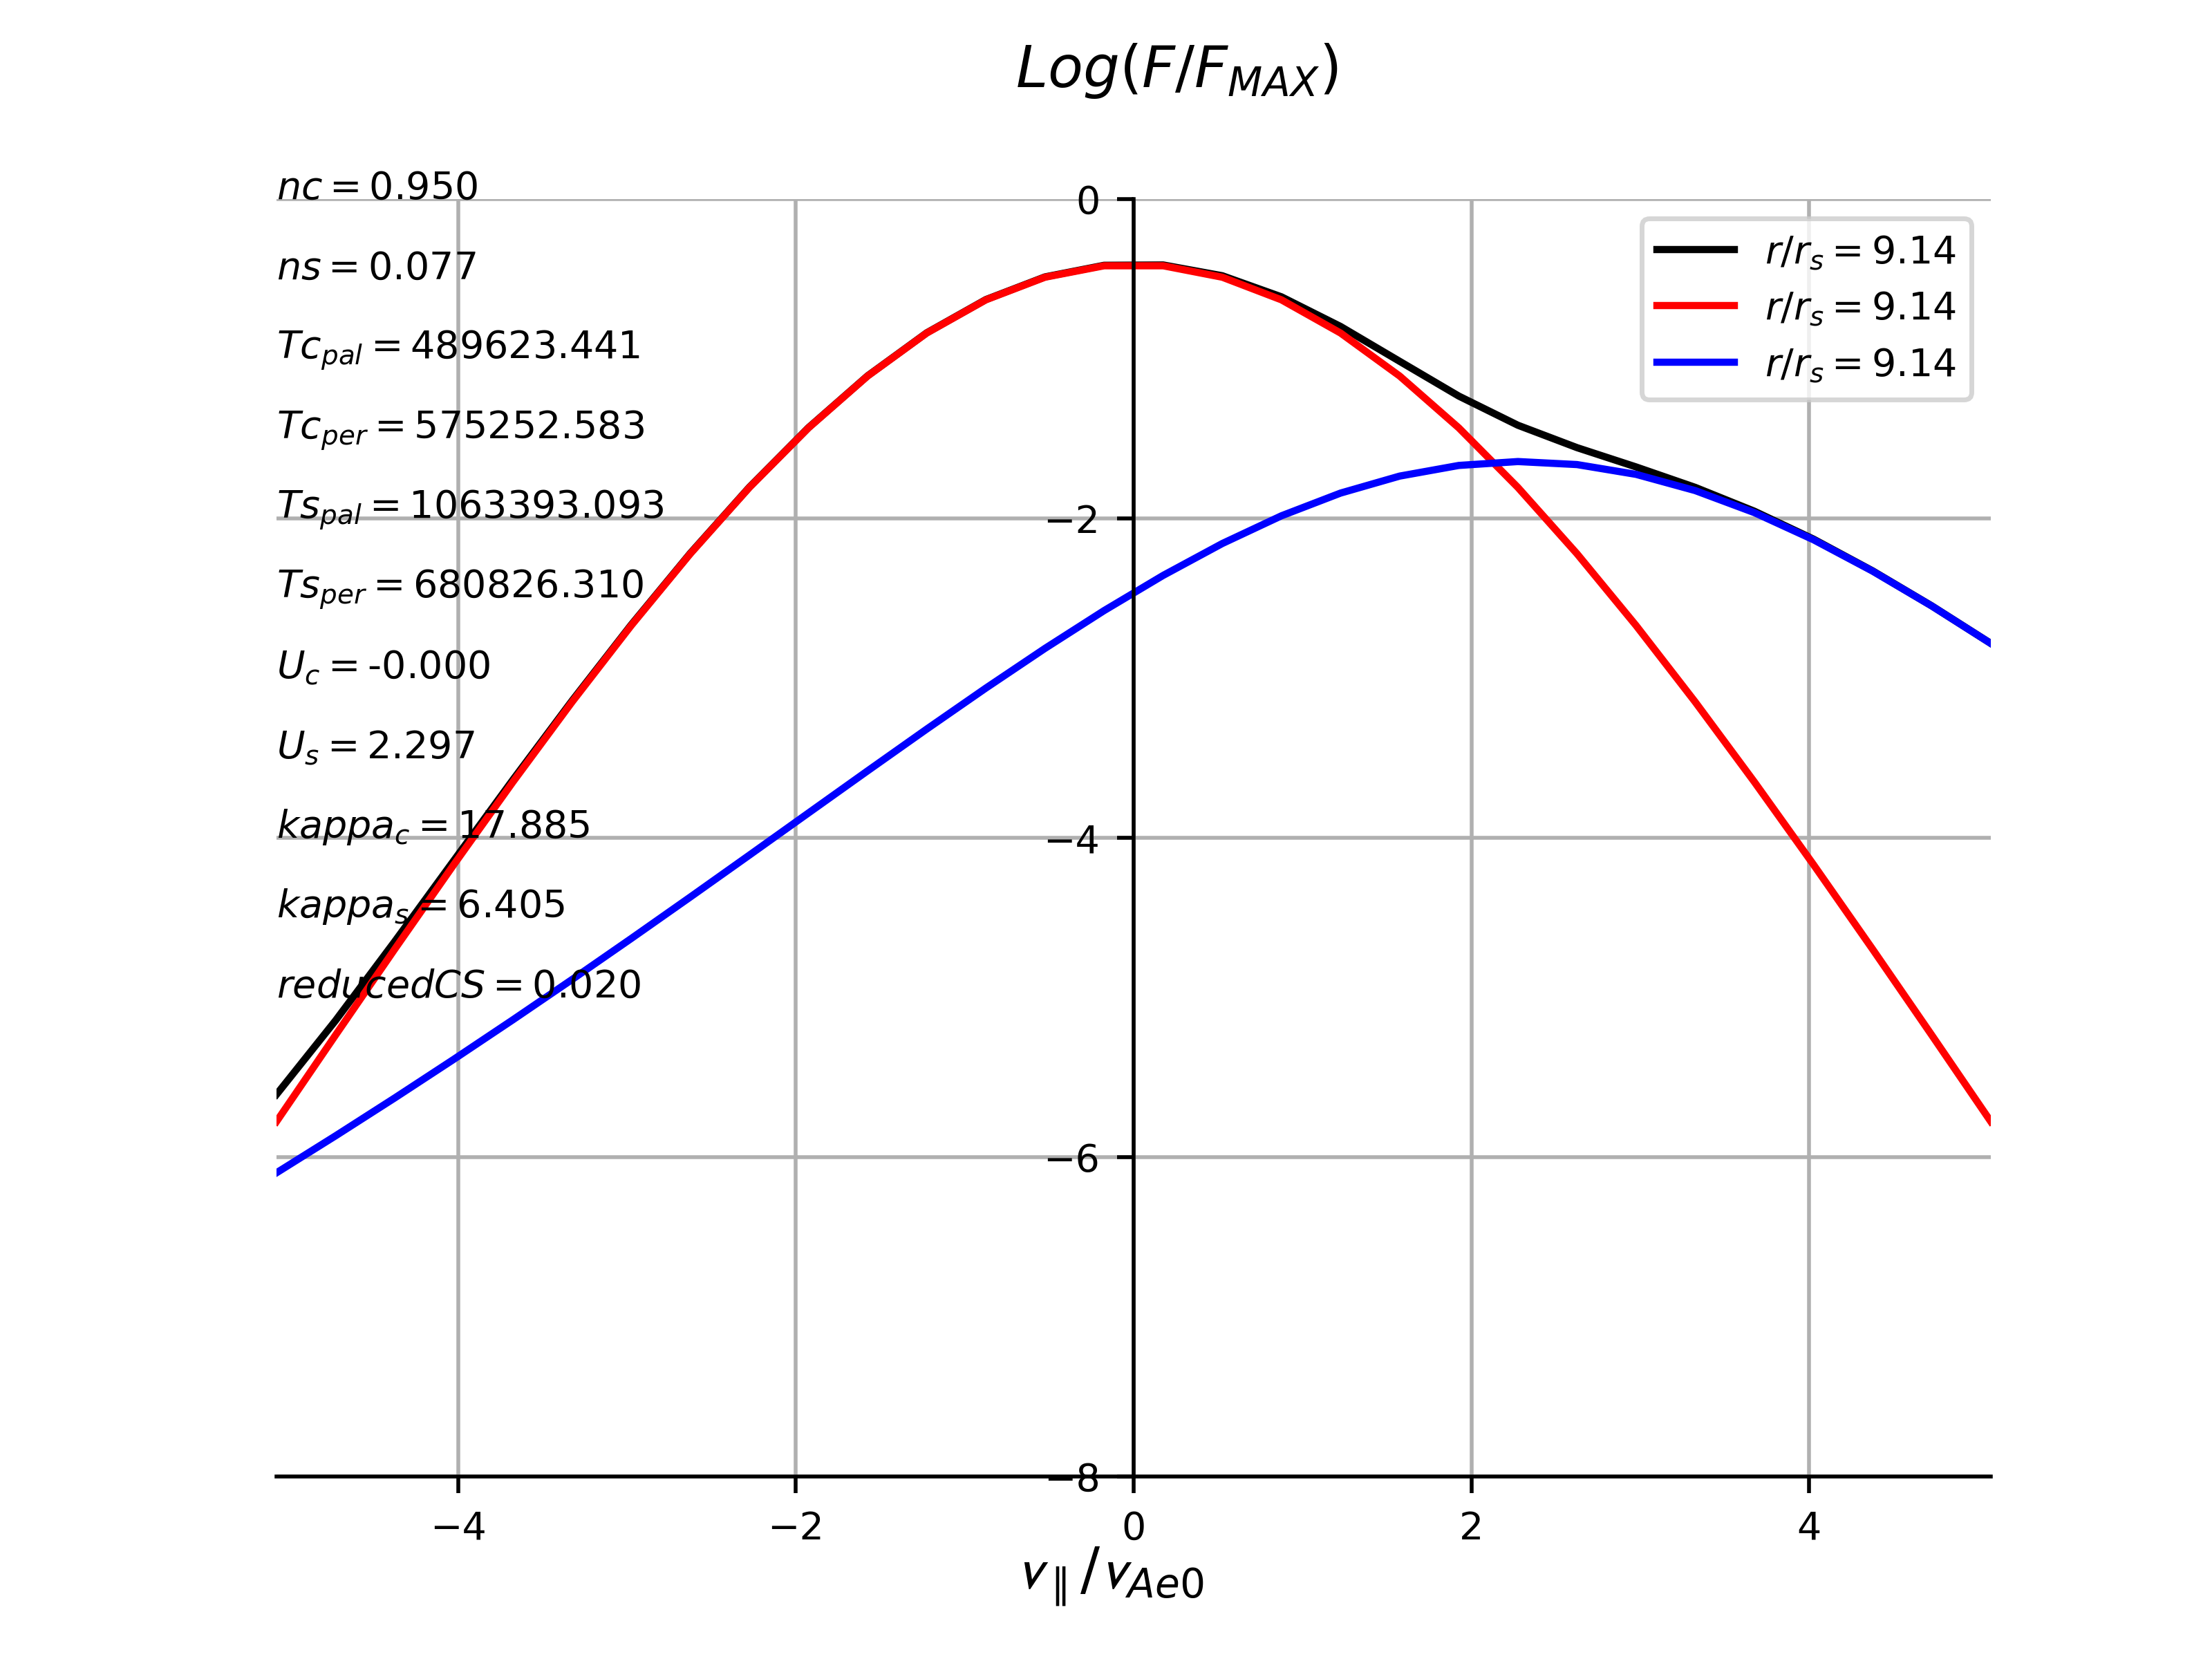 Log(F/F_MAX)
nc = 0.950
ns = 0.077
Tc_pal = 489623.441
Tc_per = 575252.583
Ts_pal = 1063393.093
Ts_per = 680826.310
U_c = -0.000
U_s = 2.297
kappa_c = 17.885
kappa_s = 6.405
reducedCS = 0.020
0
−2
−4
−6
−8
r/r_s = 9.14
r/r_s = 9.14
r/r_s = 9.14
−4 −2 0 2 4
v_∥/v_Ae0